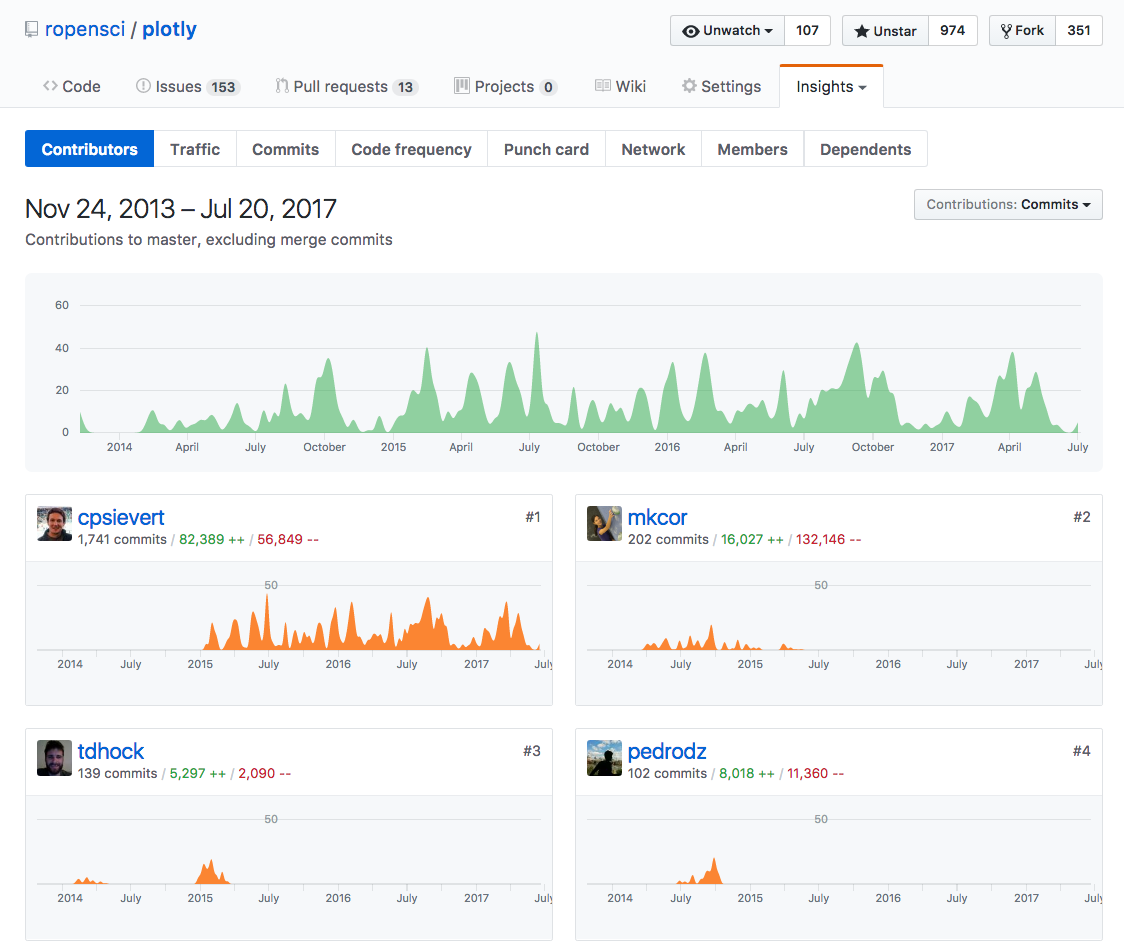 ropensci / plotly
Unwatch 107 Unstar 974 Fork 351
Code Issues 153 Pull requests 13 Projects 0 Wiki Settings Insights
Contributors Traffic Commits Code frequency Punch card Network Members Dependents
Nov 24, 2013 – Jul 20, 2017
Contributions: Commits
Contributions to master, excluding merge commits
60
40
20
0
2014 April July October 2015 April July October 2016 April July October 2017 April July
cpsievert #1
1,741 commits / 82,389 ++ / 56,849 --
50
2014 July 2015 July 2016 July 2017 July
mkcor #2
202 commits / 16,027 ++ / 132,146 --
50
2014 July 2015 July 2016 July 2017 July
tdhock #3
139 commits / 5,297 ++ / 2,090 --
50
2014 July 2015 July 2016 July 2017 July
pedrodz #4
102 commits / 8,018 ++ / 11,360 --
50
2014 July 2015 July 2016 July 2017 July